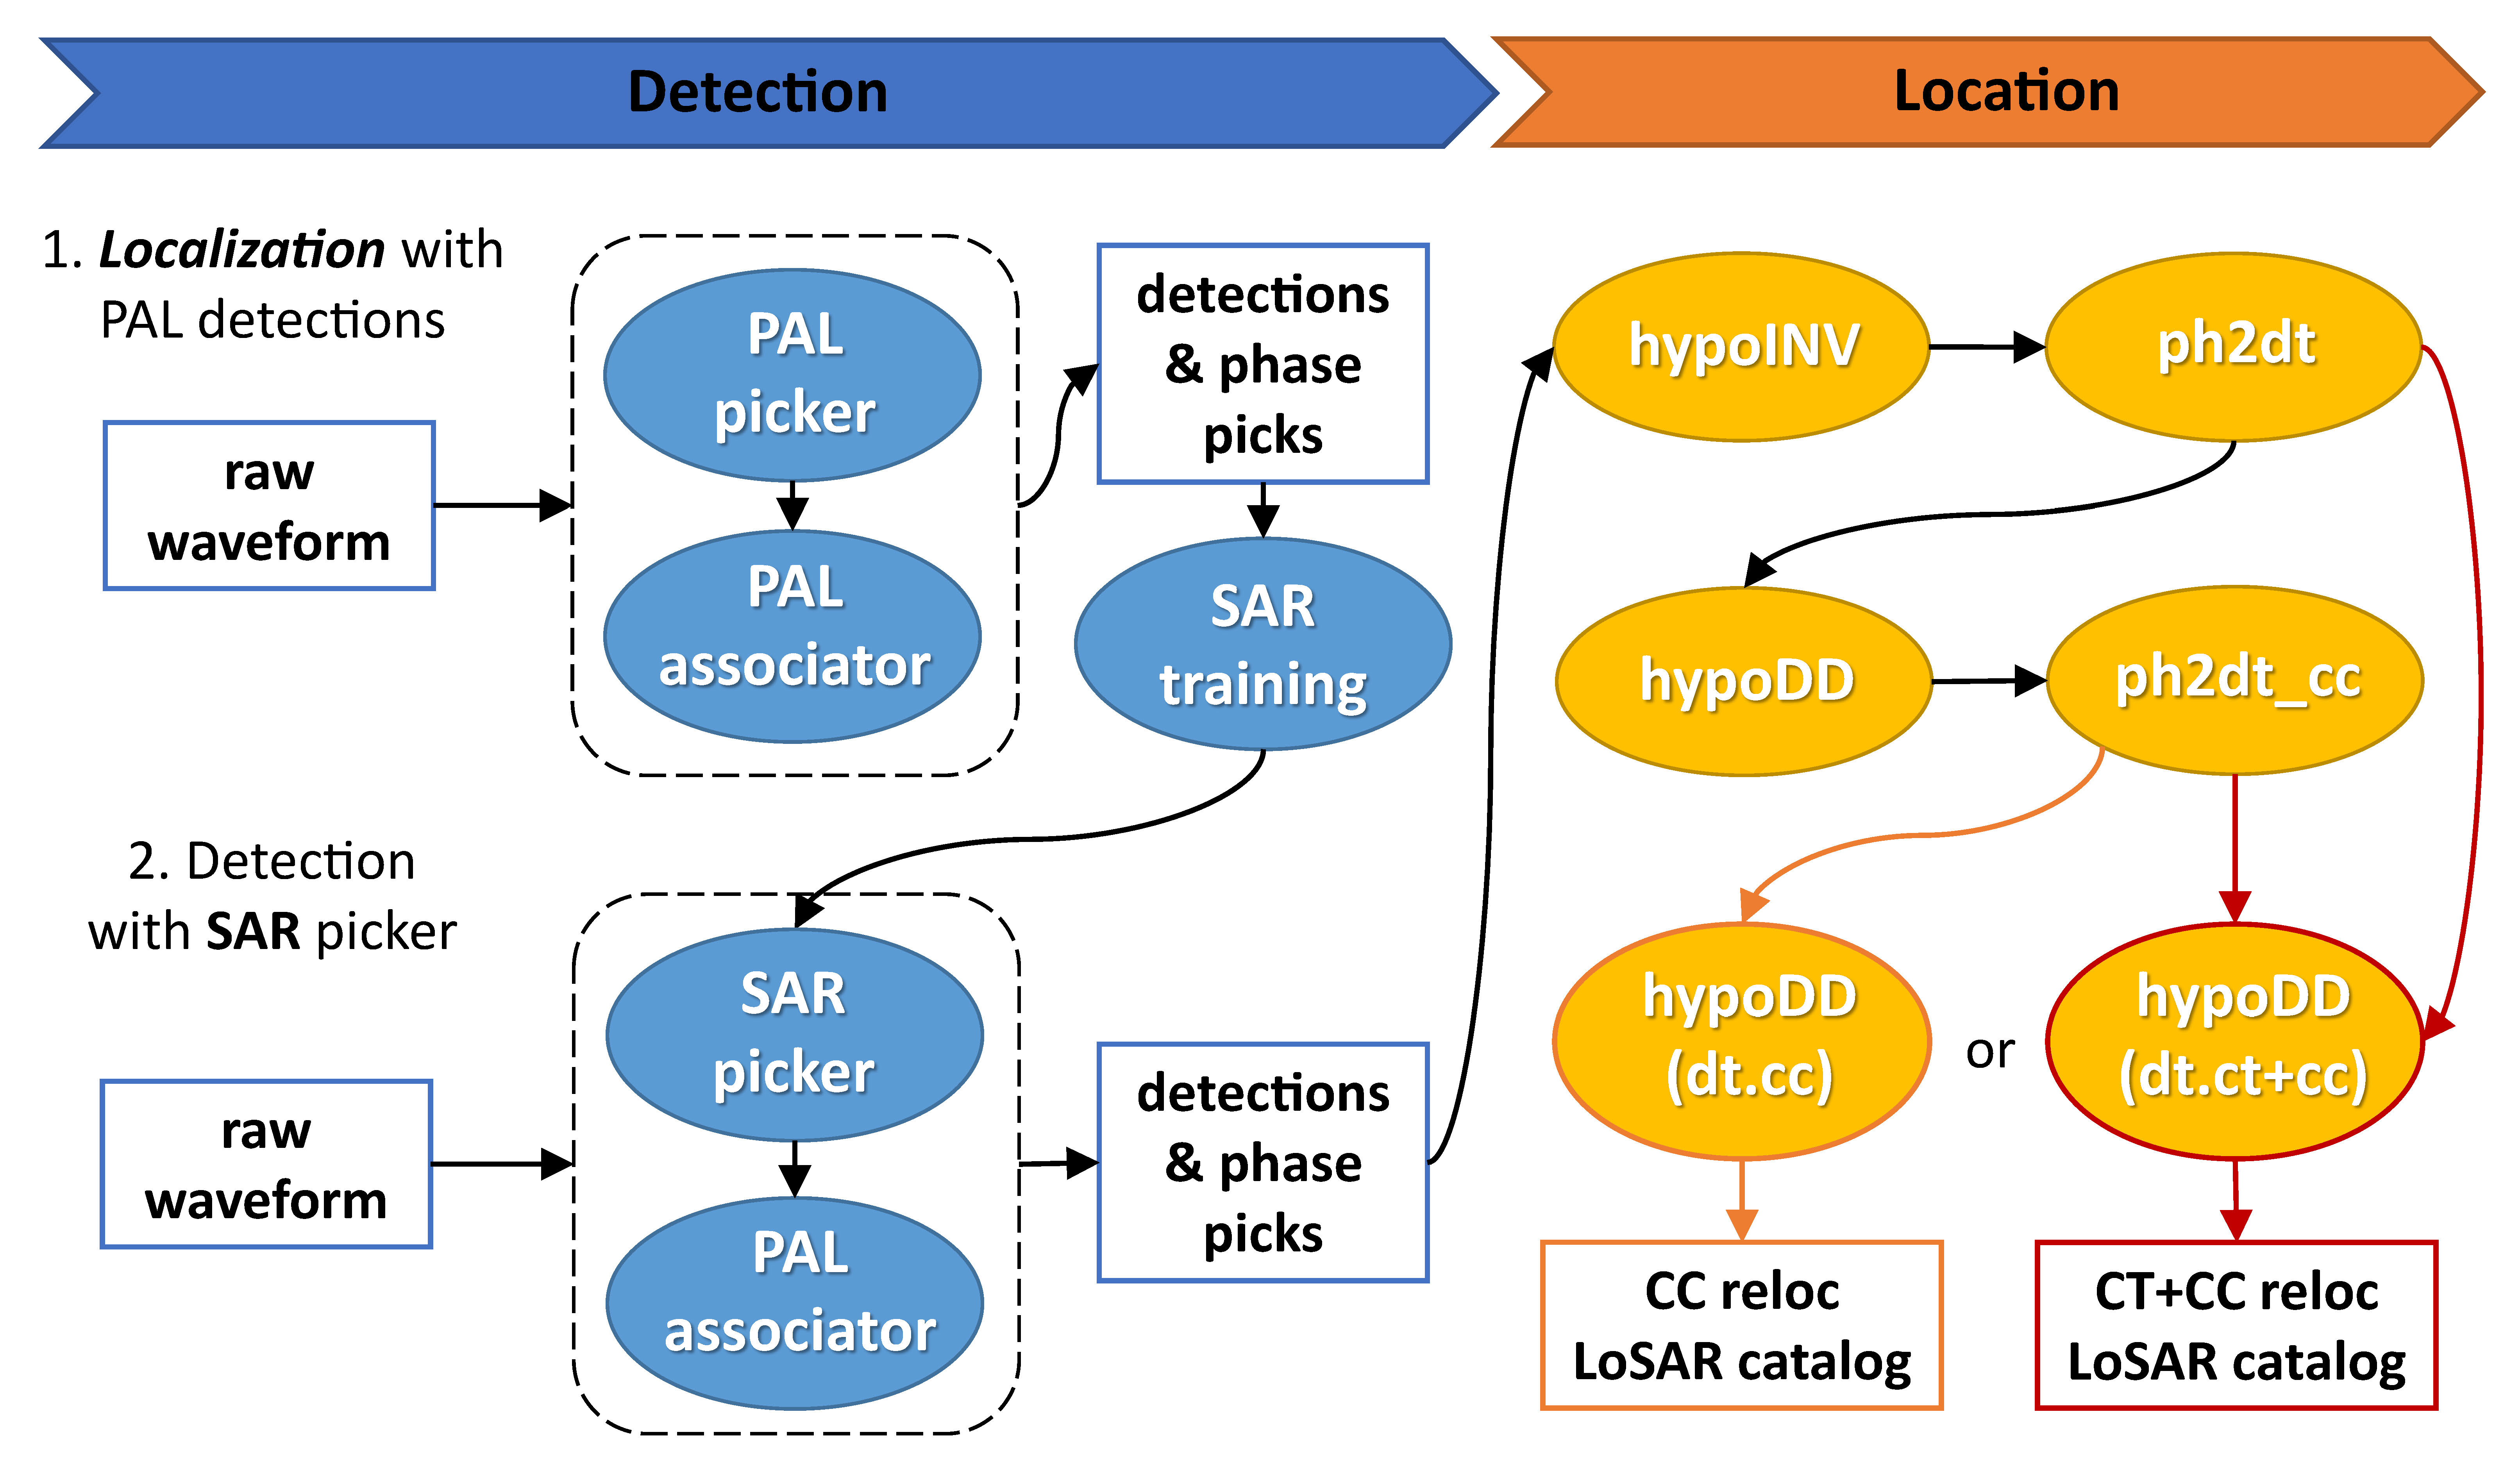 Detection
Location
1. Localization with
PAL detections
raw
waveform
PAL
picker
PAL
associator
detections
& phase
picks
SAR
training
2. Detection
with SAR picker
raw
waveform
SAR
picker
PAL
associator
detections
& phase
picks
hypoINV
ph2dt
hypoDD
ph2dt_cc
hypoDD
(dt.cc)
or
hypoDD
(dt.ct+cc)
CC reloc
LoSAR catalog
CT+CC reloc
LoSAR catalog